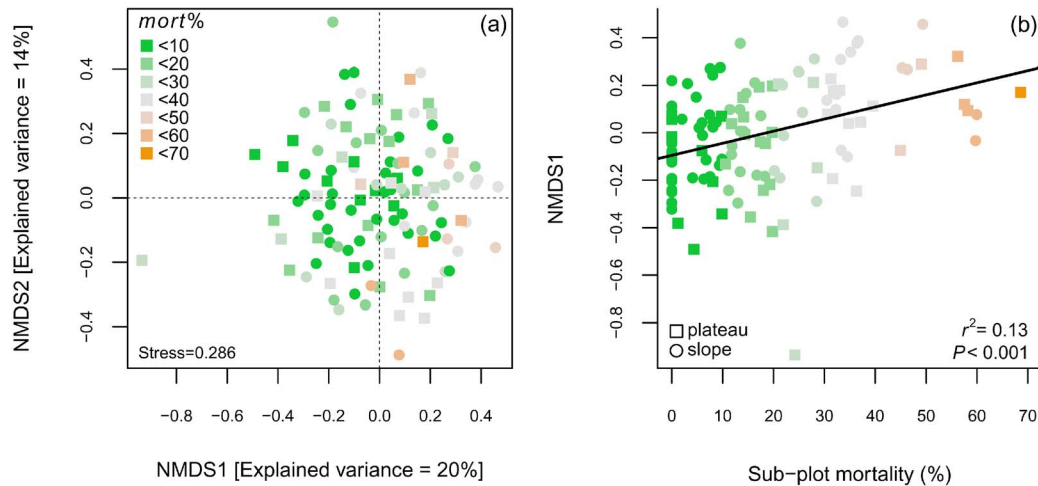 (a)
mort%
<10
<20
<30
<40
<50
<60
<70
NMDS2 [Explained variance = 14%]
0.4
0.2
0.0
−0.2
−0.4
Stress=0.286
−0.8 −0.6 −0.4 −0.2 0.0 0.2 0.4
NMDS1 [Explained variance = 20%]
(b)
NMDS1
0.4
0.2
0.0
−0.2
−0.4
−0.6
−0.8
plateau
slope
r²= 0.13
P< 0.001
0 10 20 30 40 50 60 70
Sub−plot mortality (%)